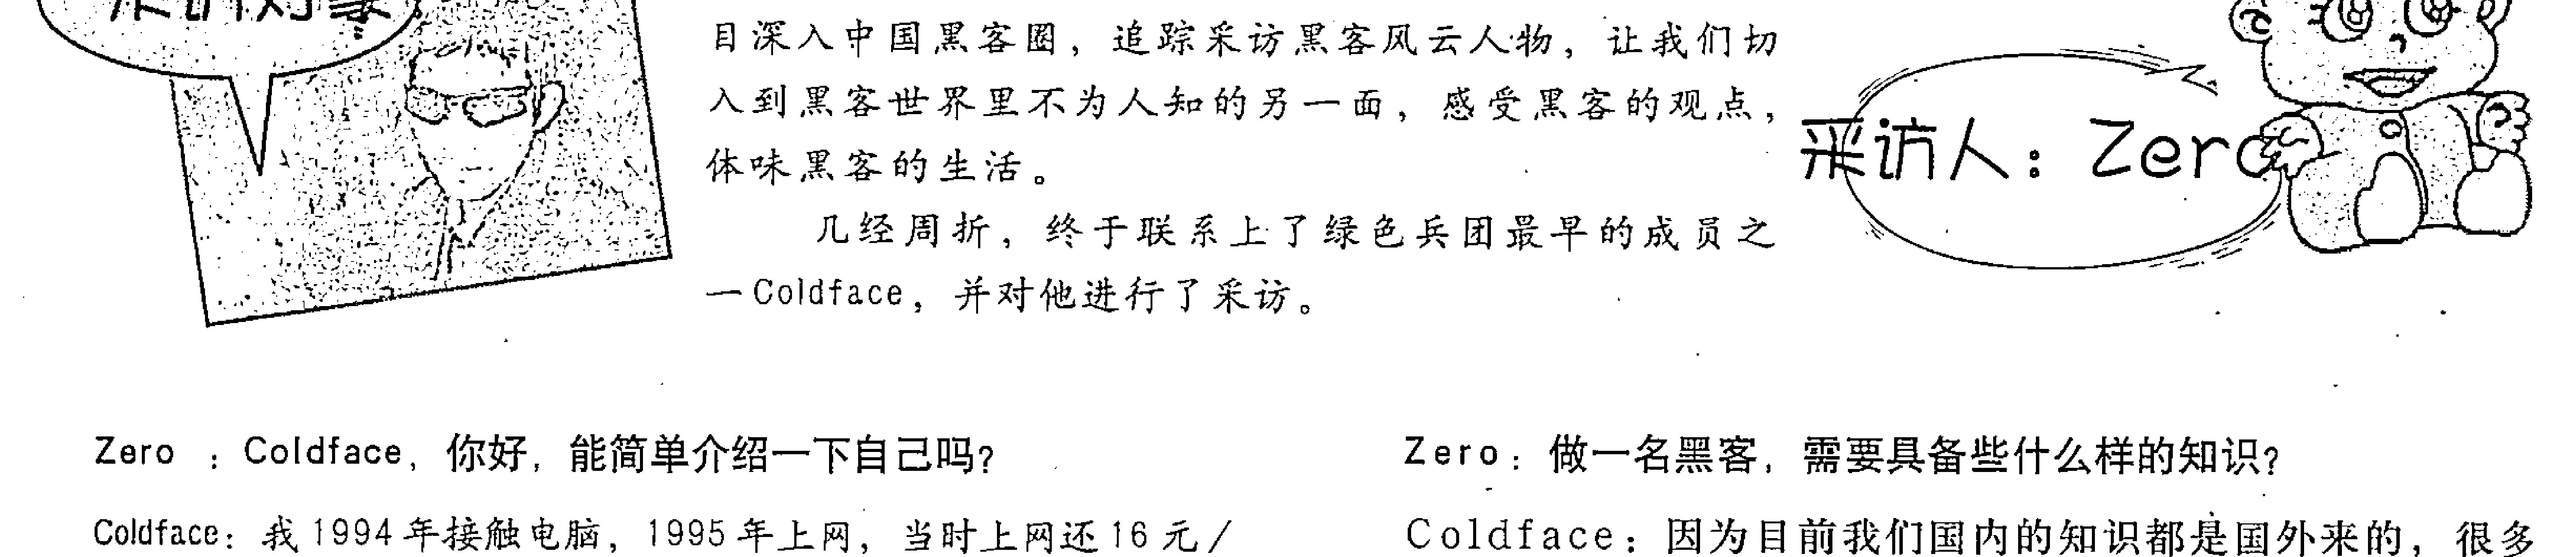 采访对象
目深入中国黑客圈，追踪采访黑客风云人物，让我们切
入到黑客世界里不为人知的另一面，感受黑客的观点，
体味黑客的生活。
几经周折，终于联系上了绿色兵团最早的成员之
一Coldface，并对他进行了采访。
采访人：Zero
Zero ：Coldface，你好，能简单介绍一下自己吗？
Coldface：我1994年接触电脑，1995年上网，当时上网还16元/
Zero：做一名黑客，需要具备些什么样的知识？
Coldface：因为目前我们国内的知识都是国外来的，很多